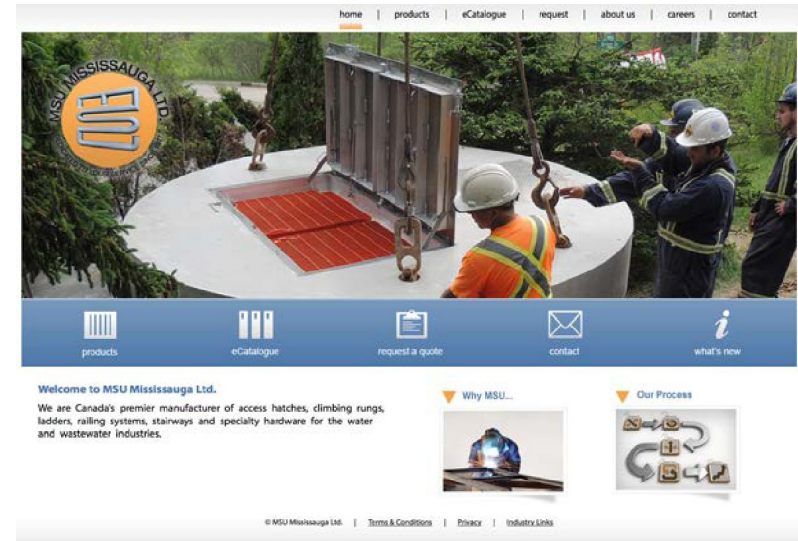 home | products | eCatalogue | request | about us | careers | contact
MSU MISSISSAUGA LTD.
products
eCatalogue
request a quote
contact
what's new
Welcome to MSU Mississauga Ltd.
We are Canada's premier manufacturer of access hatches, climbing rungs,
ladders, railing systems, stairways and specialty hardware for the water
and wastewater industries.
Why MSU...
Our Process
© MSU Mississauga Ltd. | Terms & Conditions | Privacy | Industry Links